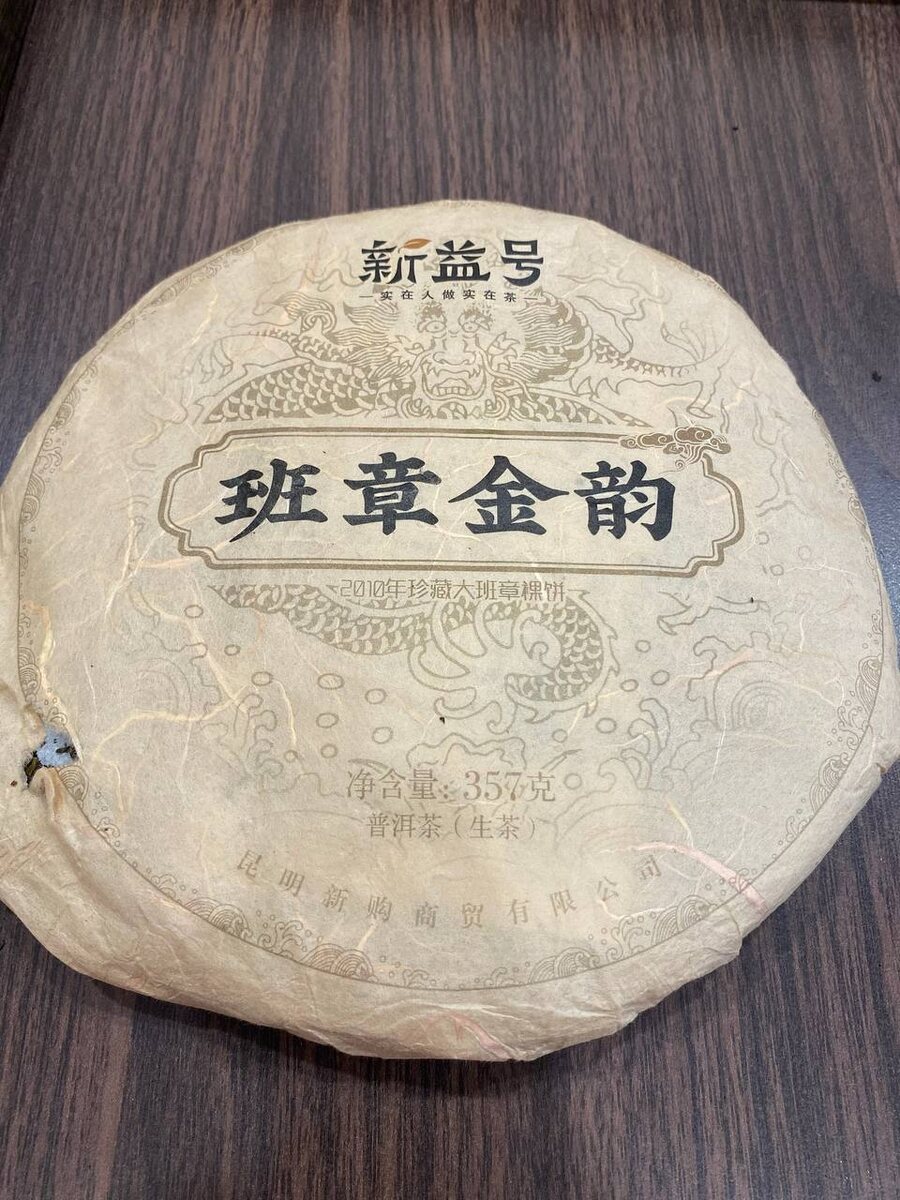 新益号
实在人做实在茶
班章金韵
2010年珍藏大班章裸饼
净含量：357克
普洱茶（生茶）
昆明新购商贸有限公司